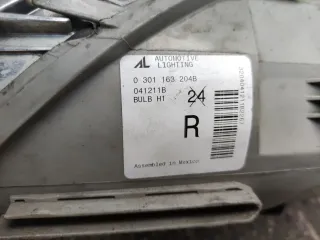 AL AUTOMOTIVE
LIGHTING
0 301 163 204B
041211B
BULB H1
24
R
Assembled in Mexico